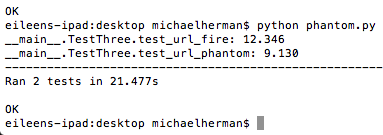 OK
eileens-ipad:desktop michaelherman$ python phantom.py
__main__.TestThree.test_url_fire: 12.346
__main__.TestThree.test_url_phantom: 9.130
----------------------------------------------------------------------
Ran 2 tests in 21.477s
OK
eileens-ipad:desktop michaelherman$